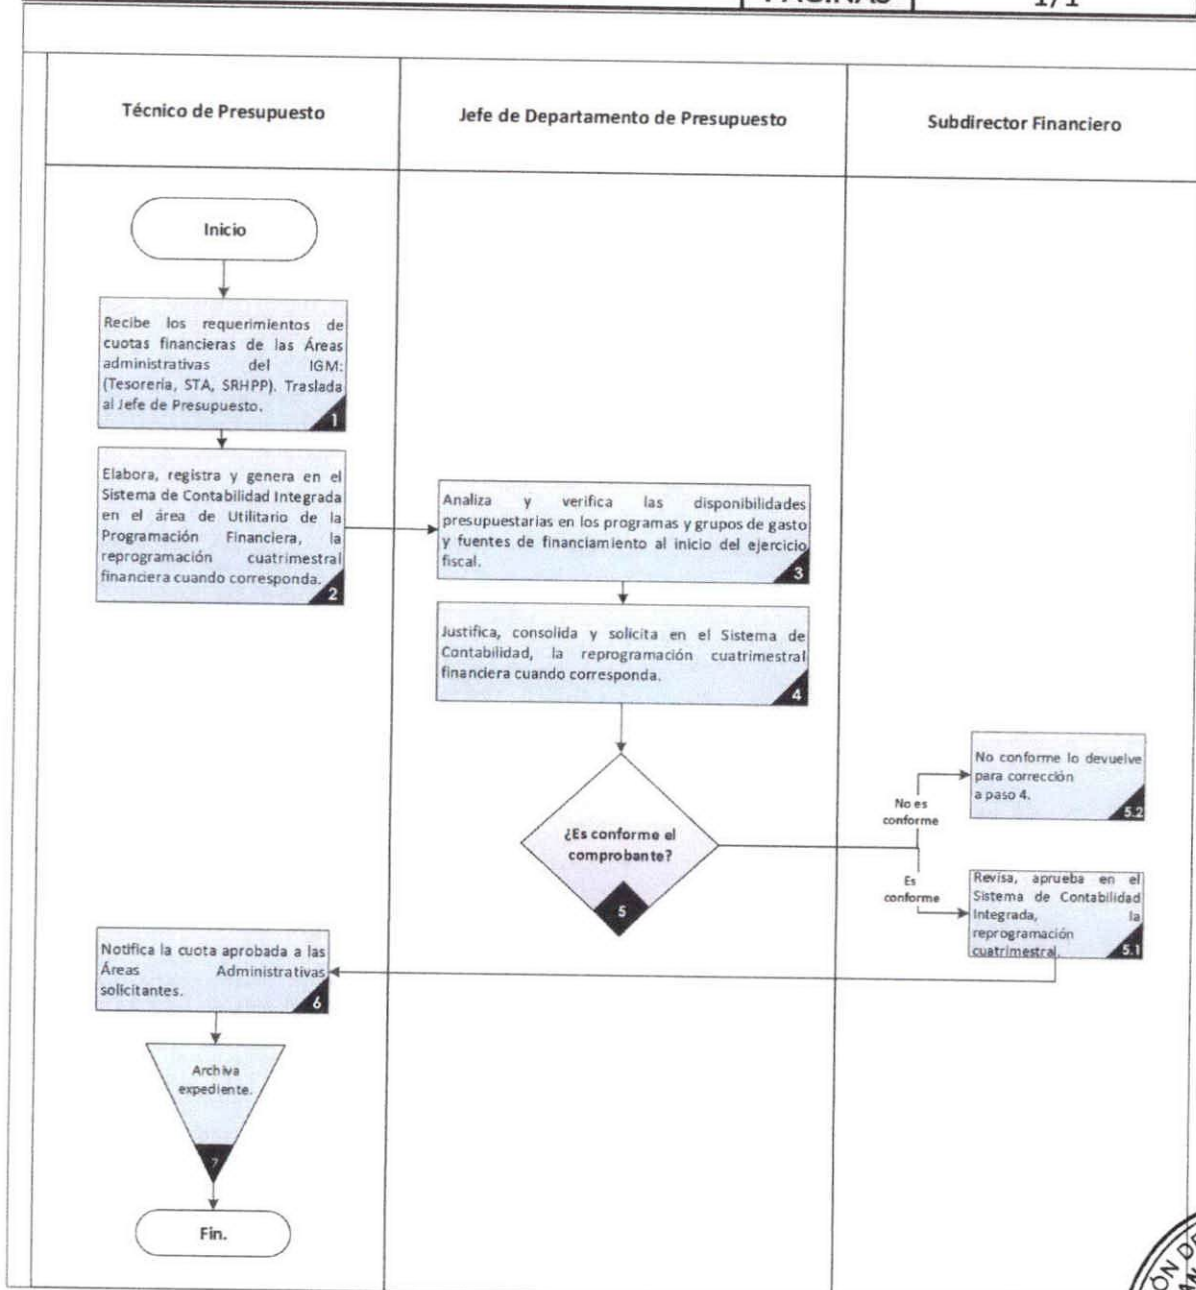 PÁGINAS 1/1
Técnico de Presupuesto
Jefe de Departamento de Presupuesto
Subdirector Financiero
Inicio
Recibe los requerimientos de
cuotas financieras de las Áreas
administrativas del IGM:
(Tesorería, STA, SRHPP). Traslada
al Jefe de Presupuesto.
1
Elabora, registra y genera en el
Sistema de Contabilidad Integrada
en el área de Utilitario de la
Programación Financiera, la
reprogramación cuatrimestral
financiera cuando corresponda.
2
Analiza y verifica las disponibilidades
presupuestarias en los programas y grupos de gasto
y fuentes de financiamiento al inicio del ejercicio
fiscal.
3
Justifica, consolida y solicita en el Sistema de
Contabilidad, la reprogramación cuatrimestral
financiera cuando corresponda.
4
¿Es conforme el
comprobante?
5
No es
conforme
No conforme lo devuelve
para corrección
a paso 4.
5.2
Es
conforme
Revisa, aprueba en el
Sistema de Contabilidad
Integrada, la
reprogramación
cuatrimestral.
5.1
Notifica la cuota aprobada a las
Áreas Administrativas
solicitantes.
6
Archiva
expediente.
7
Fin.